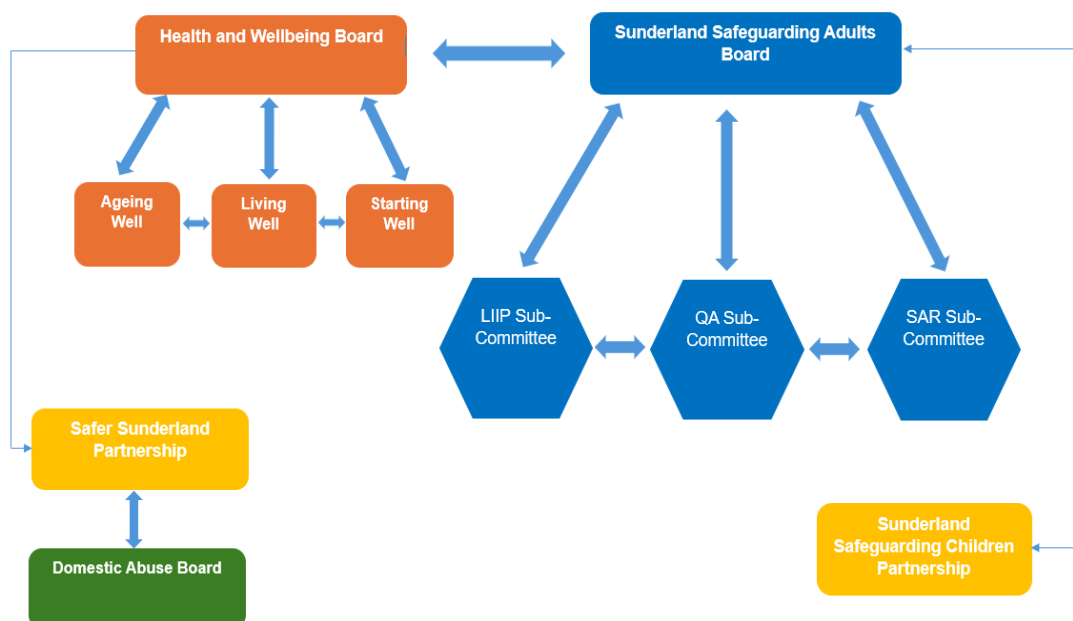 Health and Wellbeing Board
Sunderland Safeguarding Adults
Board
Ageing
Well
Living
Well
Starting
Well
LIIP Sub-
Committee
QA Sub-
Committee
SAR Sub-
Committee
Safer Sunderland
Partnership
Sunderland
Safeguarding Children
Partnership
Domestic Abuse Board